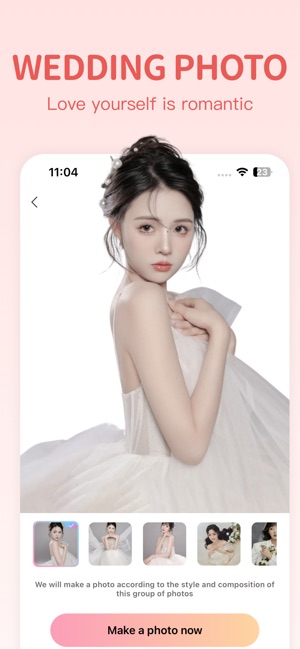 WEDDING PHOTO
Love yourself is romantic
11:04
23
We will make a photo according to the style and composition of
this group of photos
Make a photo now